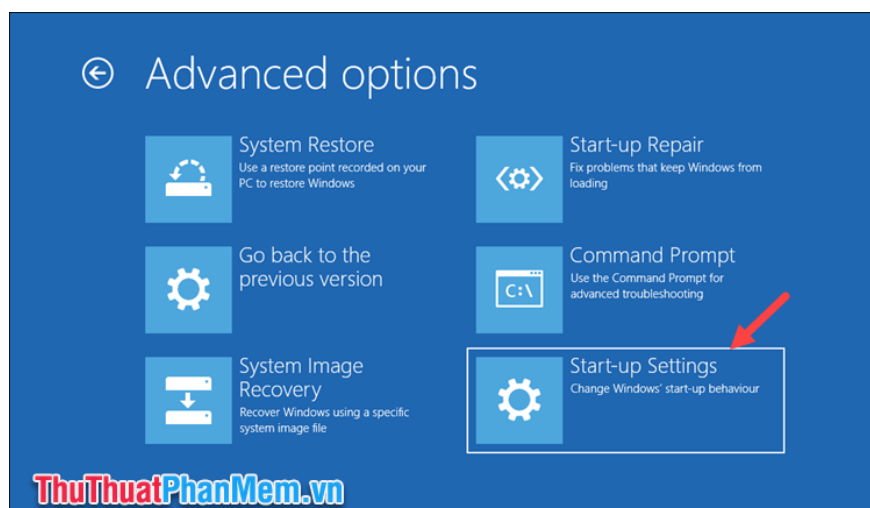 Advanced options
System Restore
Use a restore point recorded on your
PC to restore Windows
Start-up Repair
Fix problems that keep Windows from
loading
Go back to the
previous version
Command Prompt
Use the Command Prompt for
advanced troubleshooting
C:\
System Image
Recovery
Recover Windows using a specific
system image file
Start-up Settings
Change Windows' start-up behaviour
ThuThuatPhanMem.vn